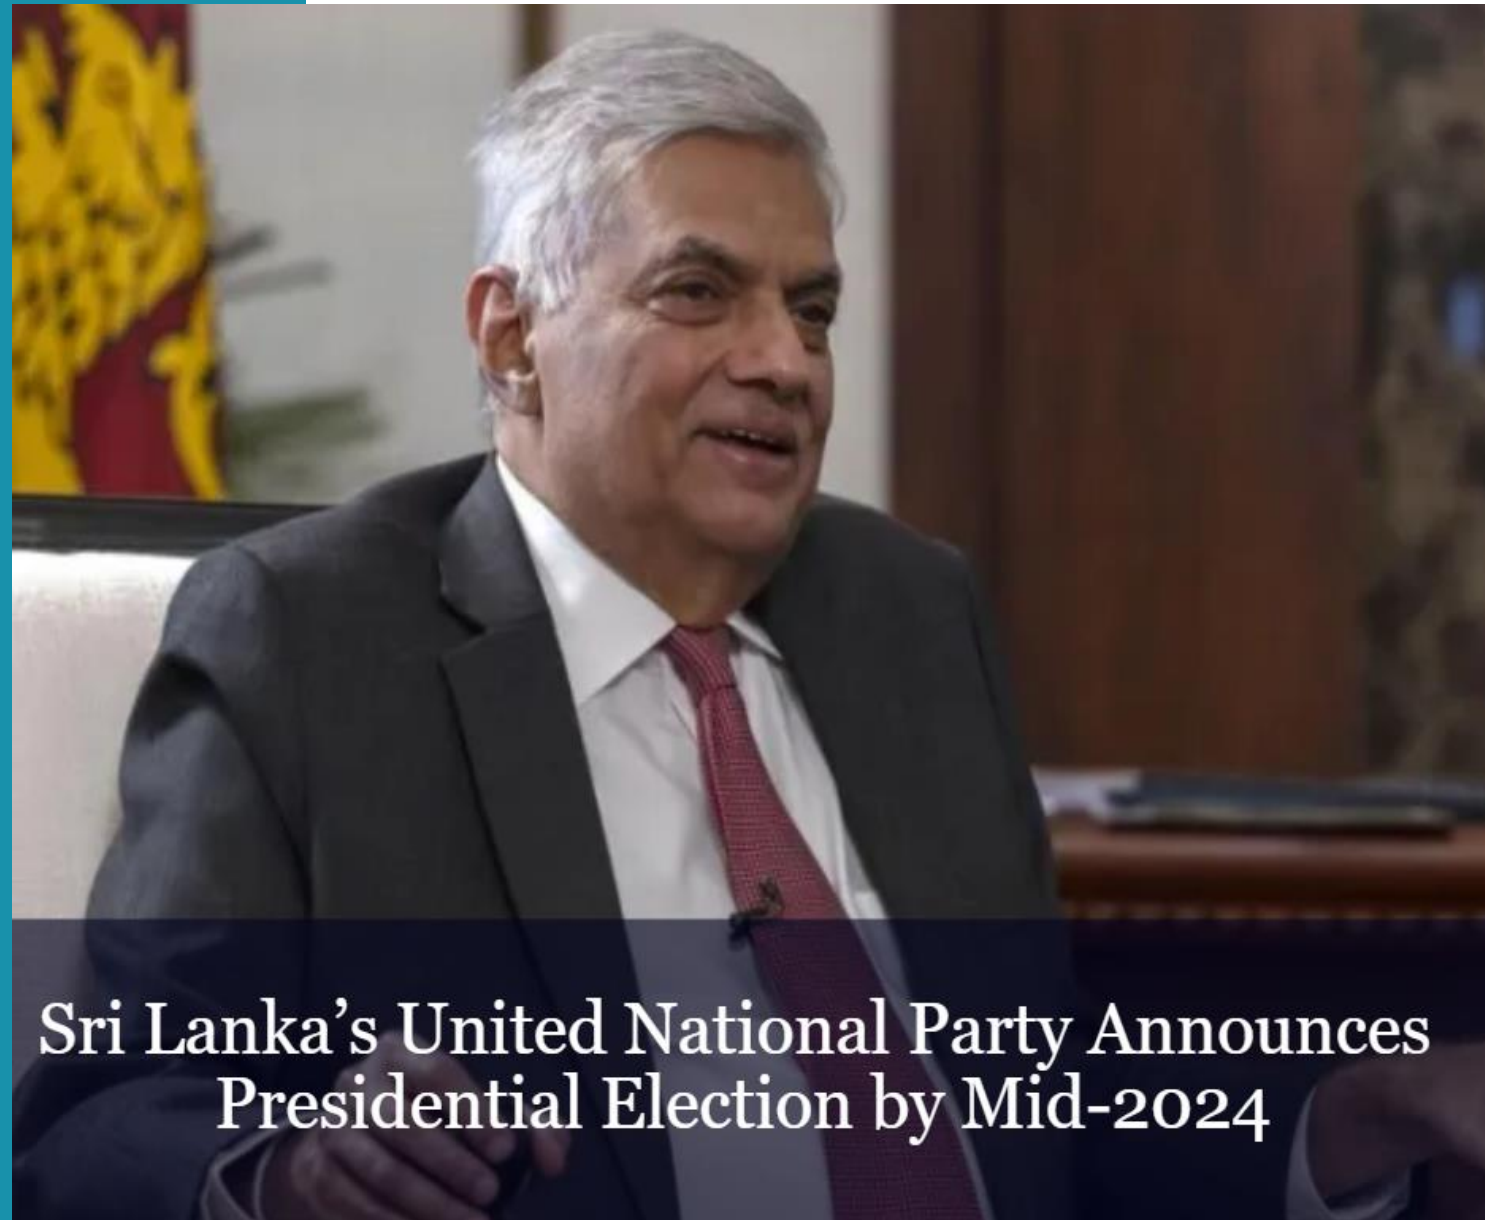 Sri Lanka’s United National Party Announces
Presidential Election by Mid-2024